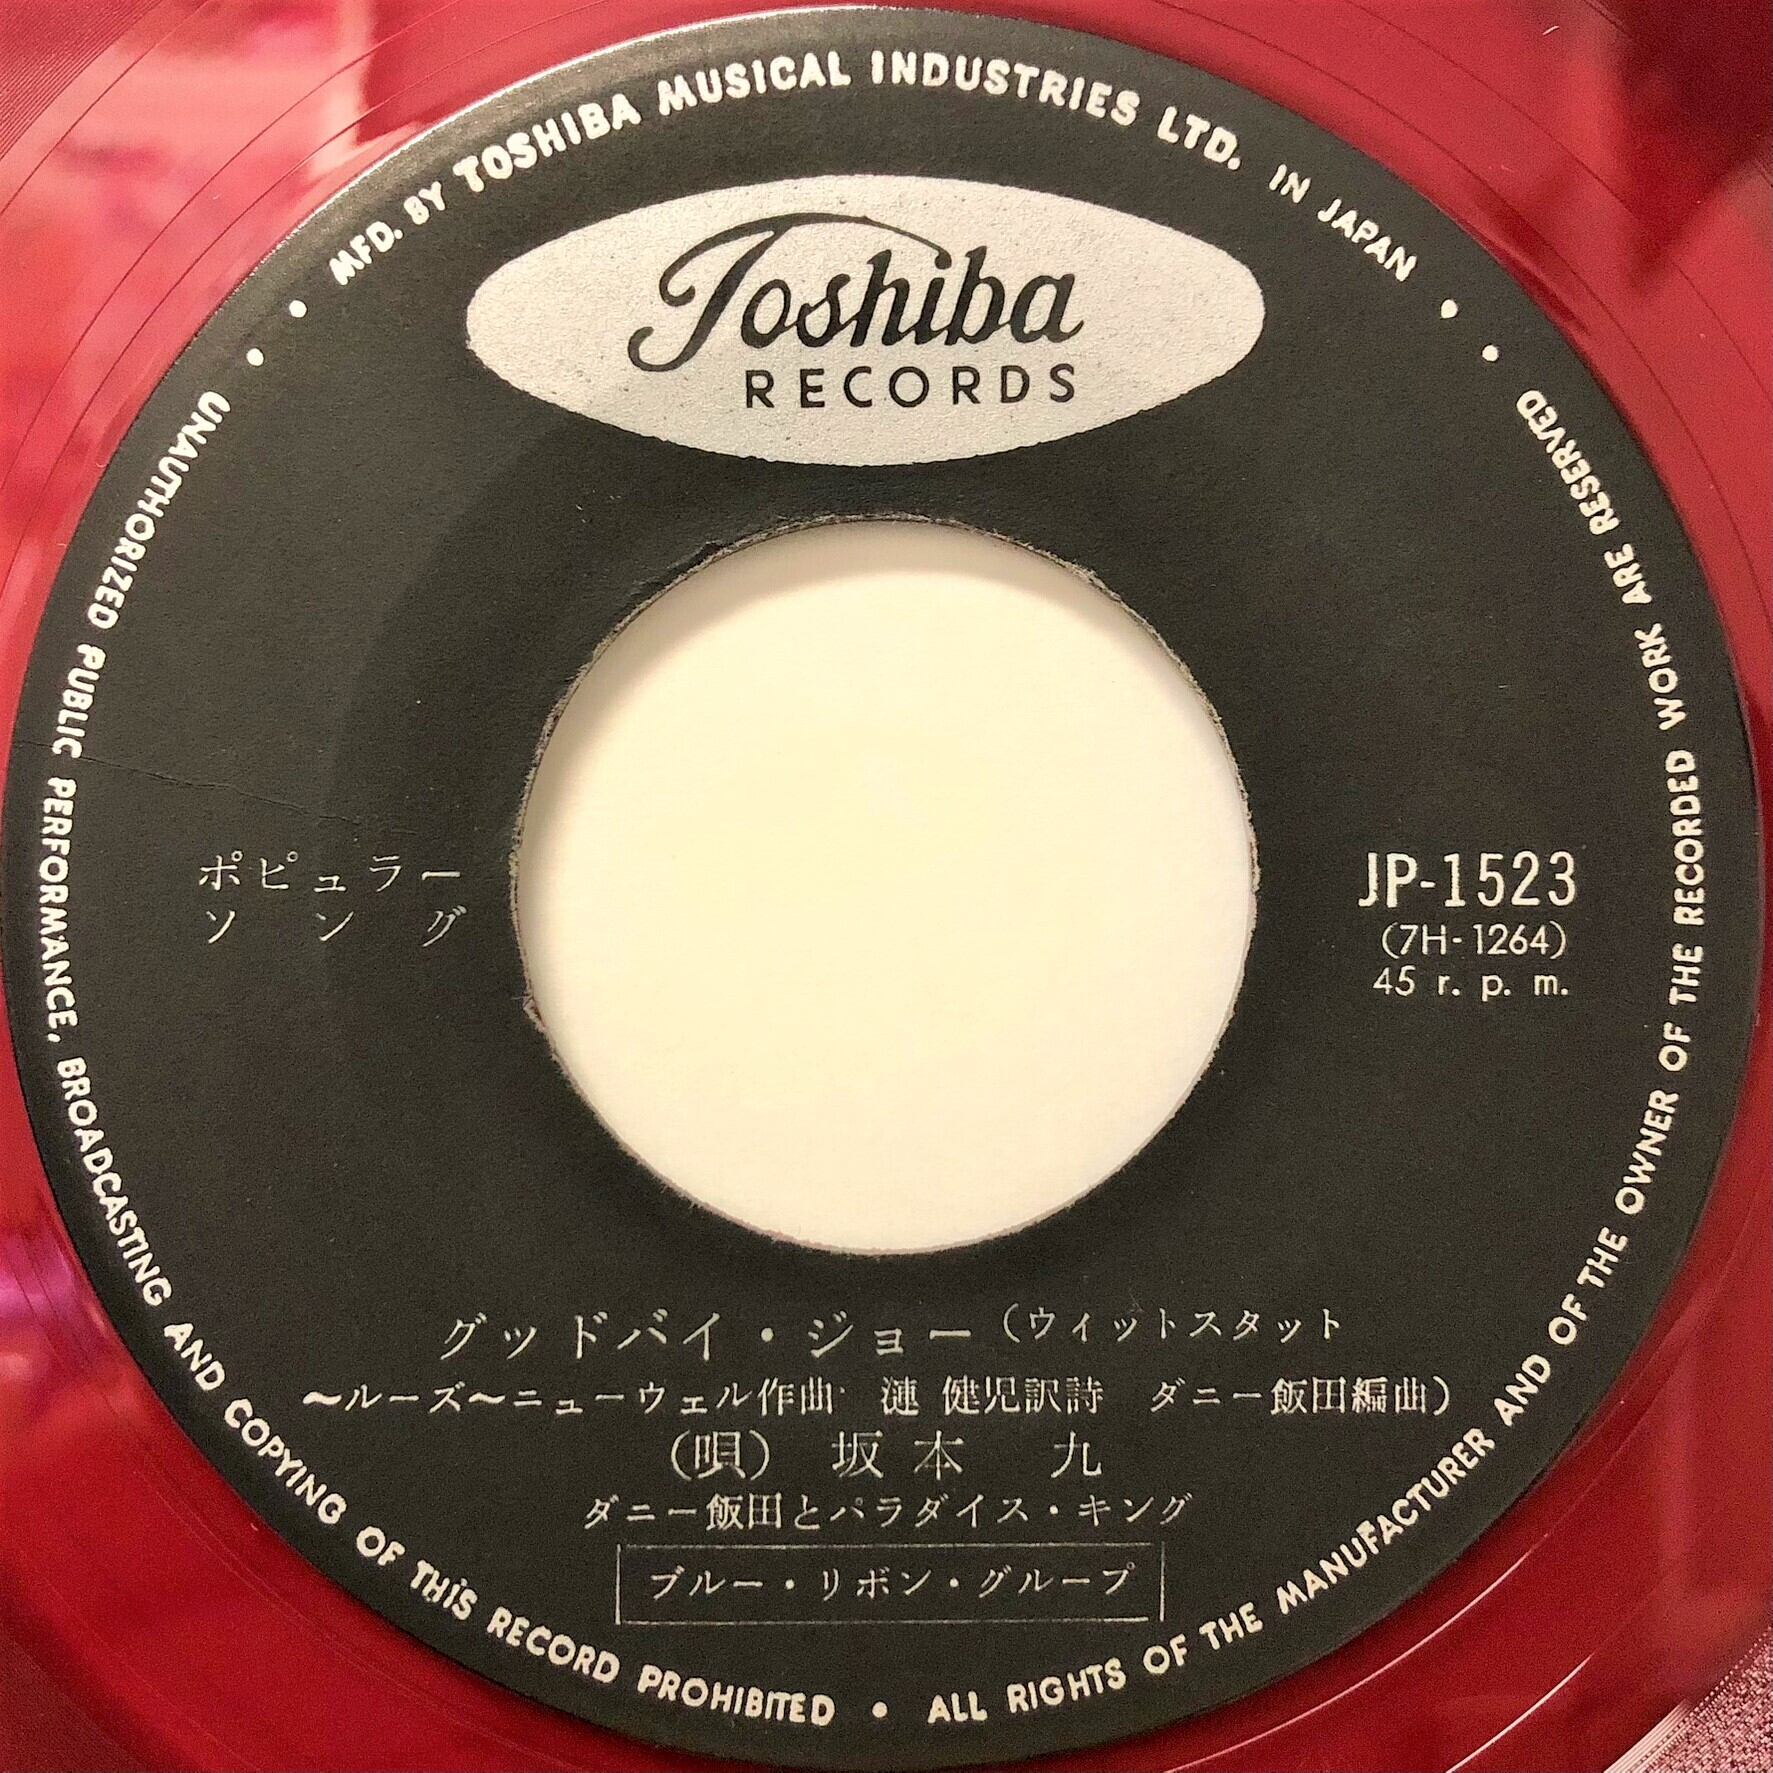 MFD. BY TOSHIBA MUSICAL INDUSTRIES LTD. IN JAPAN
Toshiba
RECORDS
ポピュラー
ソング
JP-1523
(7H-1264)
45 r. p. m.
グッドバイ・ジョー(ウィットスタット
~ルーズ~ニューウェル作曲 漣 健児訳詩 ダニー飯田編曲)
(唄) 坂本 九
ダニー飯田とパラダイス・キング
ブルー・リボン・グループ
UNAUTHORIZED PUBLIC PERFORMANCE, BROADCASTING AND COPYING OF THIS RECORD PROHIBITED • ALL RIGHTS OF THE MANUFACTURER AND OF THE OWNER OF THE RECORDED WORK ARE RESERVED